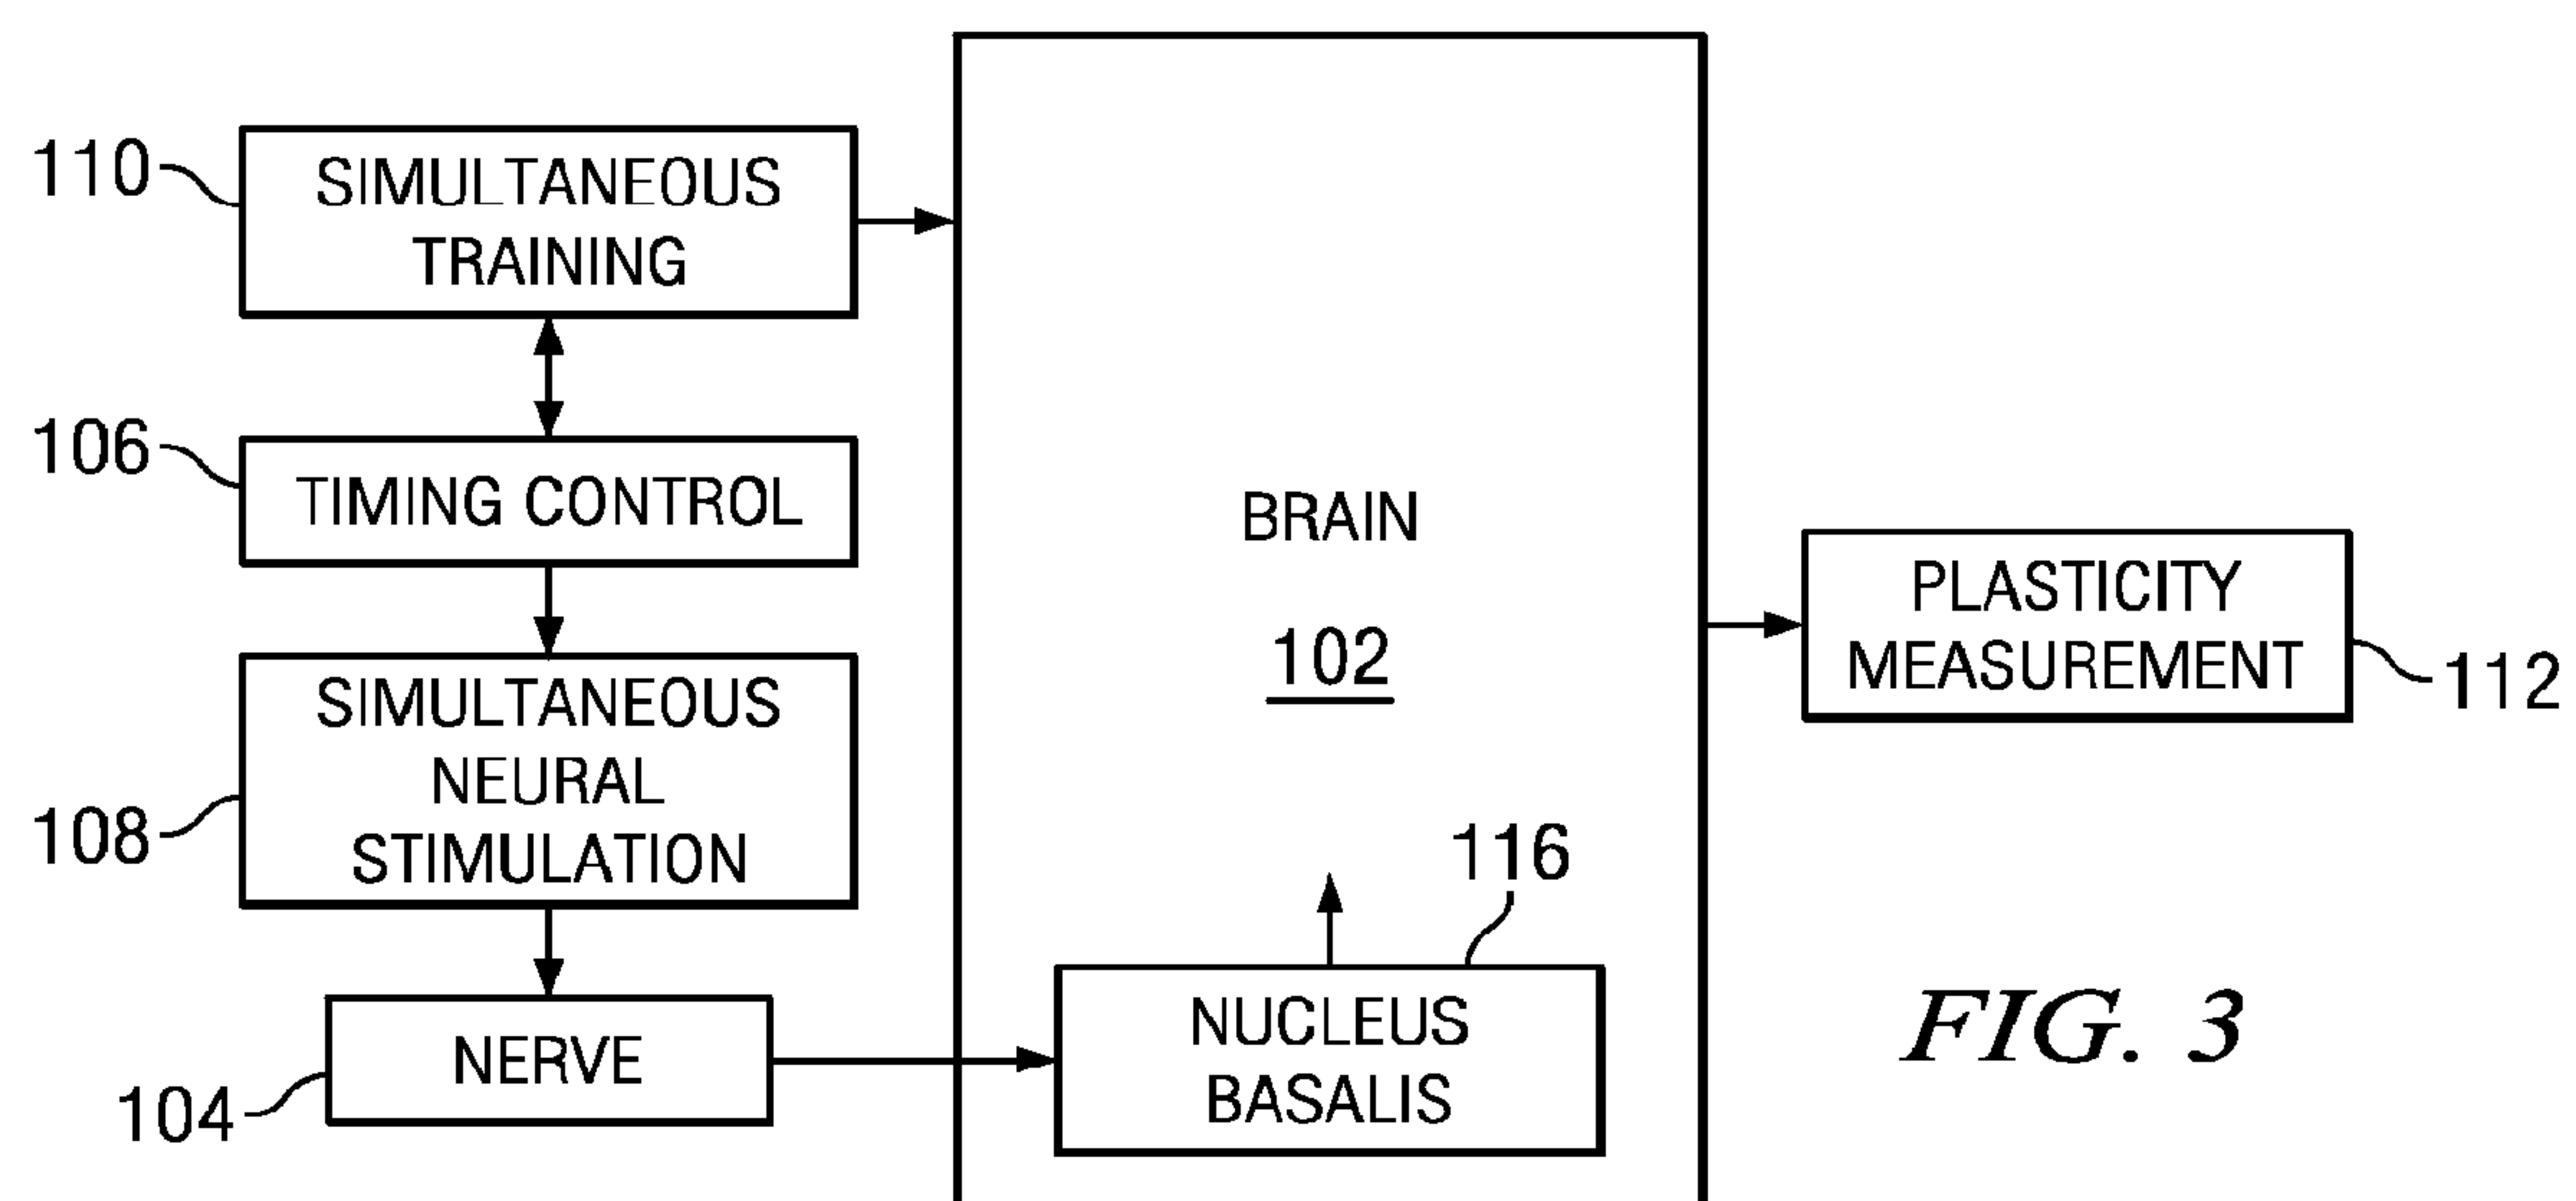 110
SIMULTANEOUS
TRAINING
106
TIMING CONTROL
108
SIMULTANEOUS
NEURAL
STIMULATION
104
NERVE
BRAIN
102
116
NUCLEUS
BASALIS
PLASTICITY
MEASUREMENT
112
FIG. 3